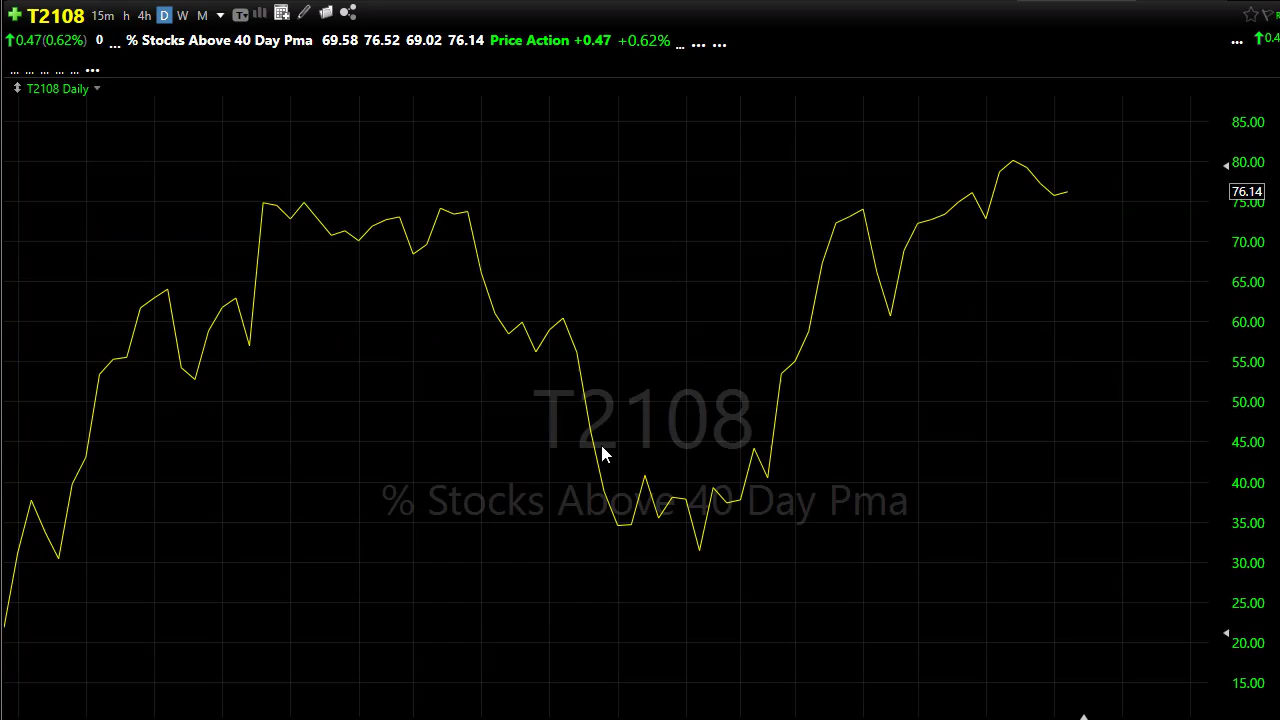 T2108 15m h 4h D W M
0.47(0.62%) 0 ... % Stocks Above 40 Day Pma 69.58 76.52 69.02 76.14 Price Action +0.47 +0.62% ... ... ... ... 0.4
... ... ... ... ... ...
T2108 Daily
85.00
80.00
76.14
75.00
70.00
65.00
60.00
55.00
50.00
45.00
40.00
35.00
30.00
25.00
20.00
15.00
T2108
% Stocks Above 40 Day Pma